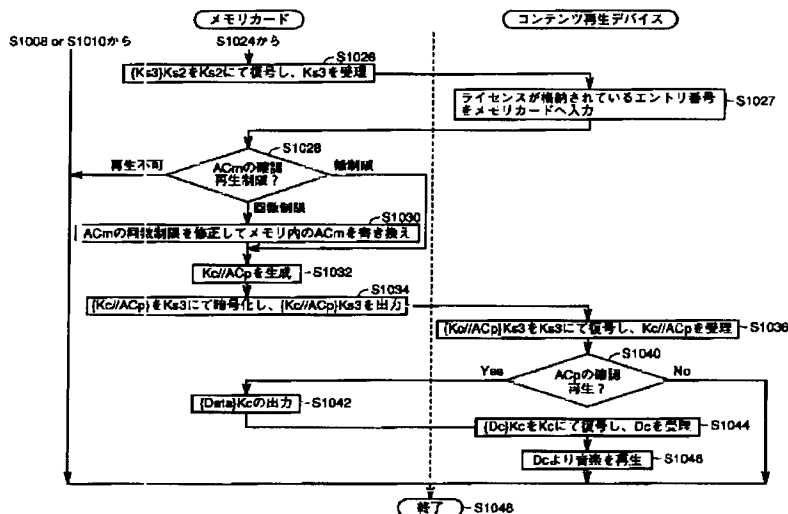 メモリカード
コンテンツ再生デバイス
S1008 or S1010から
S1024から
S1026
{Ks3}Ks2をKs2にて復号し、Ks3を受理
ライセンスが格納されているエントリ番号
をメモリカードへ入力
S1027
S1028
再生不可
ACmの確認
再生制限?
無制限
回数制限
S1030
ACmの回数制限を修正してメモリ内のACmを書き換え
Kc//ACpを生成
S1032
S1034
{Kc//ACp}をKs3にて暗号化し、{Kc//ACp}Ks3を出力
{Kc//ACp}Ks3をKs3にて復号し、Kc//ACpを受理
S1036
S1040
Yes
ACpの確認
再生?
No
{Data}Kcの出力
S1042
{Dc}KcをKcにて復号し、Dcを受理
S1044
Dcより音楽を再生
S1046
終了
S1048